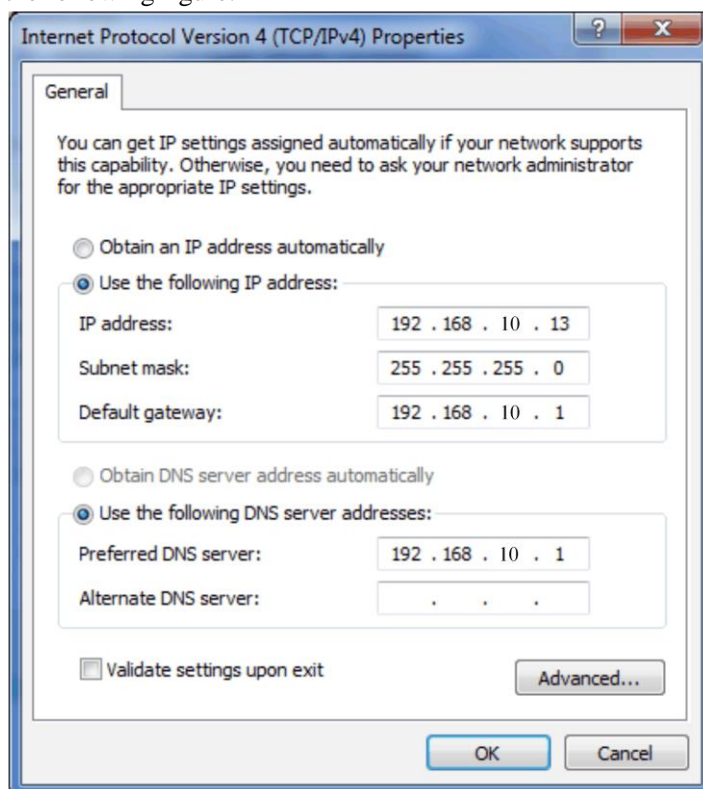 Internet Protocol Version 4 (TCP/IPv4) Properties
?
X
General
You can get IP settings assigned automatically if your network supports
this capability. Otherwise, you need to ask your network administrator
for the appropriate IP settings.
Obtain an IP address automatically
Use the following IP address:
IP address: 192 . 168 . 10 . 13
Subnet mask: 255 . 255 . 255 . 0
Default gateway: 192 . 168 . 10 . 1
Obtain DNS server address automatically
Use the following DNS server addresses:
Preferred DNS server: 192 . 168 . 10 . 1
Alternate DNS server: . . .
Validate settings upon exit
Advanced...
OK Cancel